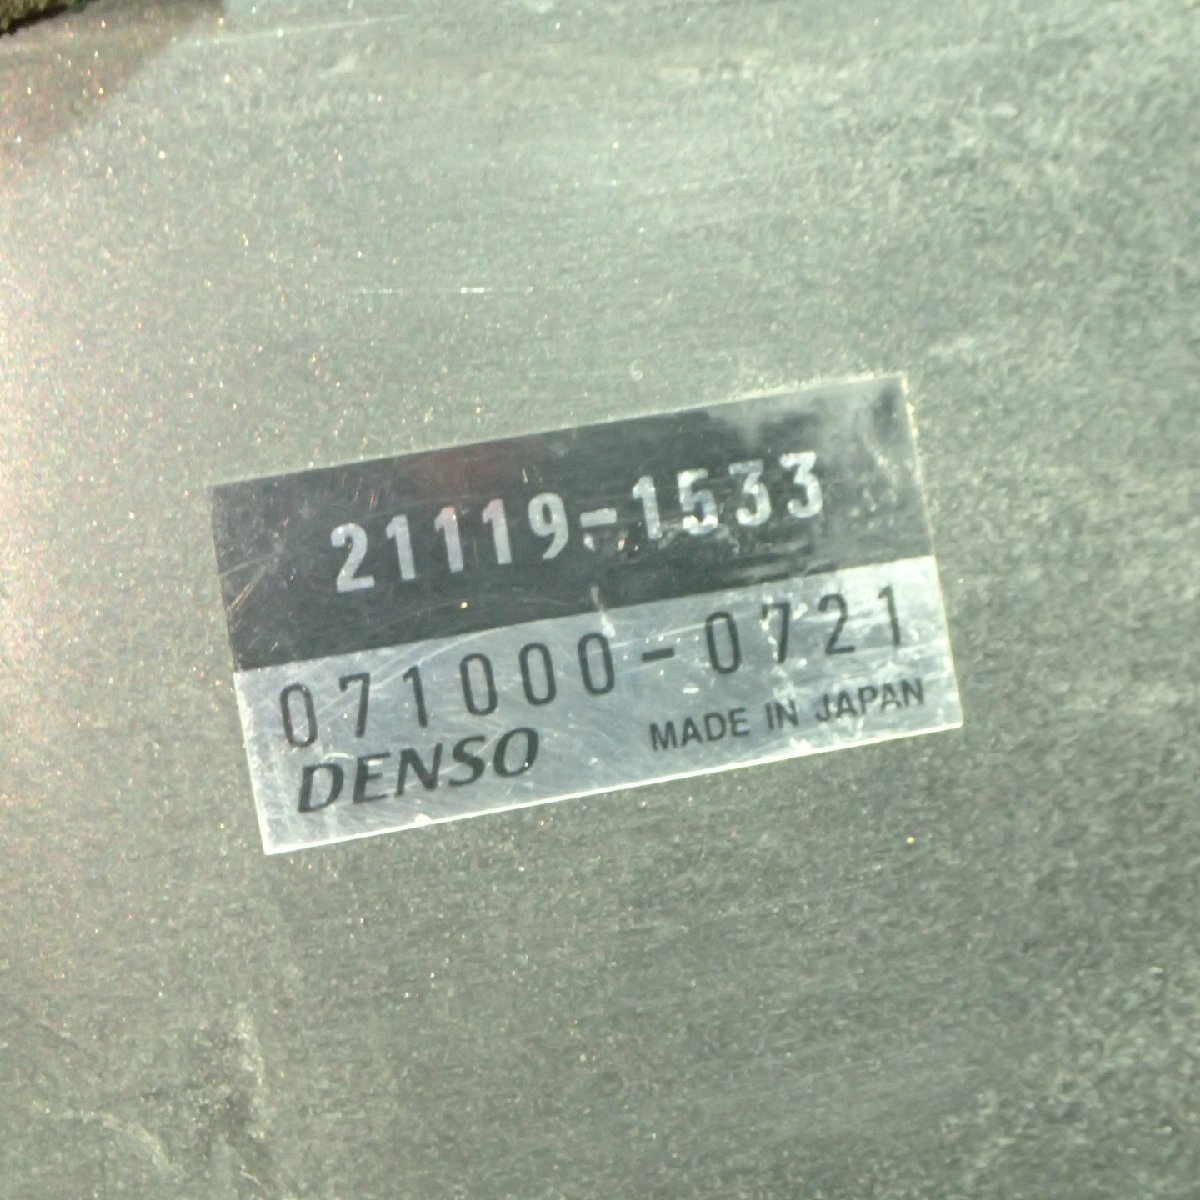 21119-1533
071000-0721
DENSO MADE IN JAPAN